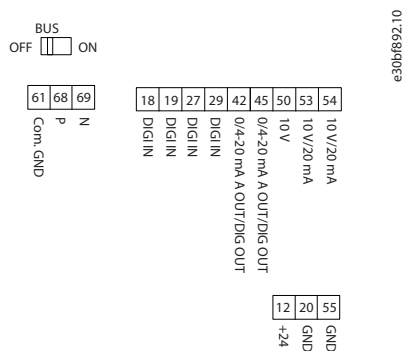 BUS
OFF ON
61 68 69
Com. GND
P
N
18 19 27 29 42 45 50 53 54
DIGI IN
DIGI IN
DIGI IN
DIGI IN
0/4-20 mA A OUT/DIG OUT
0/4-20 mA A OUT/DIG OUT
10 V
10 V/20 mA
10 V/20 mA
12 20 55
+24
GND
GND
e30bf892.10